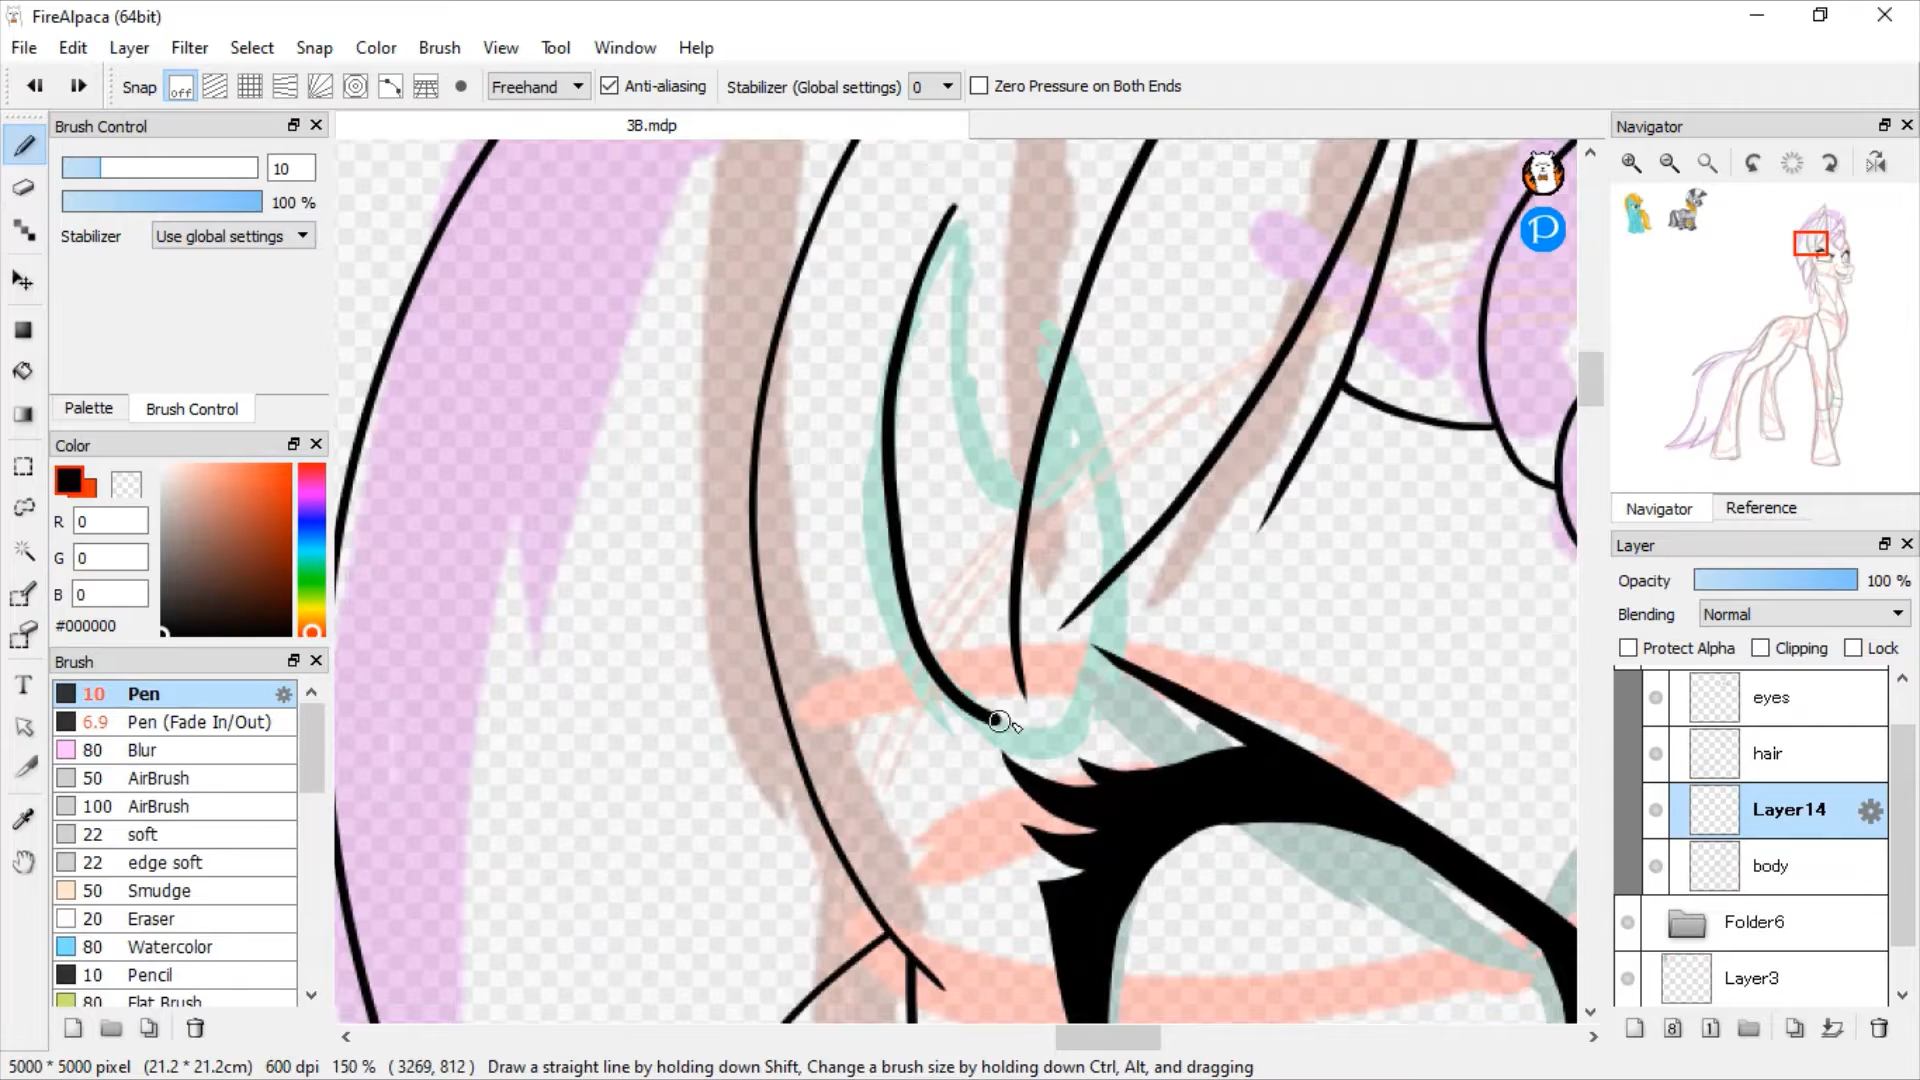 FireAlpaca (64bit)
File Edit Layer Filter Select Snap Color Brush View Tool Window Help
Snap off Freehand Anti-aliasing Stabilizer (Global settings) 0 Zero Pressure on Both Ends
Brush Control
3B.mdp
Navigator
10
100 %
Stabilizer Use global settings
Palette Brush Control
Color
R 0
G 0
B 0
#000000
Brush
10 Pen
6.9 Pen (Fade In/Out)
80 Blur
50 AirBrush
100 AirBrush
22 soft
22 edge soft
50 Smudge
20 Eraser
80 Watercolor
10 Pencil
80 Flat Brush
P
Navigator Reference
Layer
Opacity 100 %
Blending Normal
Protect Alpha Clipping Lock
eyes
hair
Layer14
body
Folder6
Layer3
8 1
5000 * 5000 pixel (21.2 * 21.2cm) 600 dpi 150 % ( 3269, 812 ) Draw a straight line by holding down Shift, Change a brush size by holding down Ctrl, Alt, and dragging